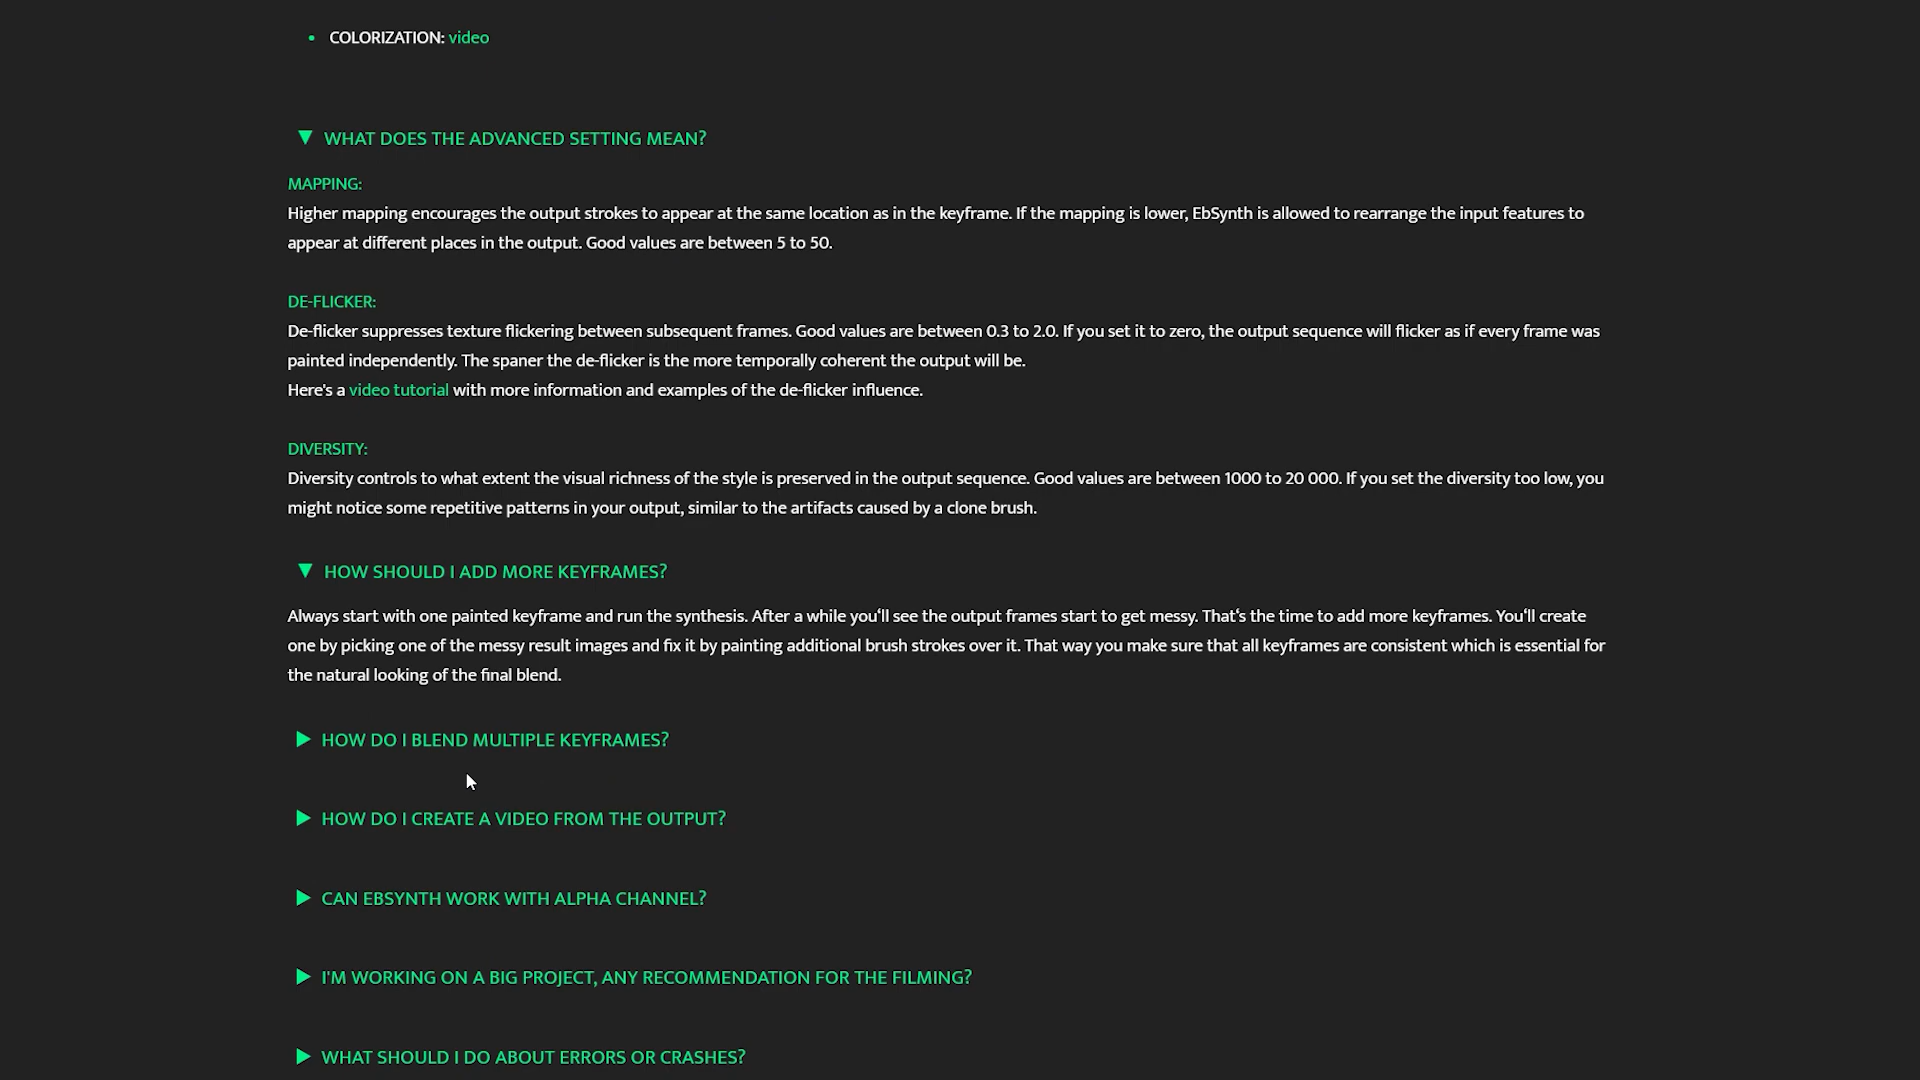 COLORIZATION: video
WHAT DOES THE ADVANCED SETTING MEAN?
MAPPING:
Higher mapping encourages the output strokes to appear at the same location as in the keyframe. If the mapping is lower, EbSynth is allowed to rearrange the input features to
appear at different places in the output. Good values are between 5 to 50.
DE-FLICKER:
De-flicker suppresses texture flickering between subsequent frames. Good values are between 0.3 to 2.0. If you set it to zero, the output sequence will flicker as if every frame was
painted independently. The spaner the de-flicker is the more temporally coherent the output will be.
Here's a video tutorial with more information and examples of the de-flicker influence.
DIVERSITY:
Diversity controls to what extent the visual richness of the style is preserved in the output sequence. Good values are between 1000 to 20 000. If you set the diversity too low, you
might notice some repetitive patterns in your output, similar to the artifacts caused by a clone brush.
HOW SHOULD I ADD MORE KEYFRAMES?
Always start with one painted keyframe and run the synthesis. After a while you‘ll see the output frames start to get messy. That‘s the time to add more keyframes. You‘ll create
one by picking one of the messy result images and fix it by painting additional brush strokes over it. That way you make sure that all keyframes are consistent which is essential for
the natural looking of the final blend.
HOW DO I BLEND MULTIPLE KEYFRAMES?
HOW DO I CREATE A VIDEO FROM THE OUTPUT?
CAN EBSYNTH WORK WITH ALPHA CHANNEL?
I'M WORKING ON A BIG PROJECT, ANY RECOMMENDATION FOR THE FILMING?
WHAT SHOULD I DO ABOUT ERRORS OR CRASHES?